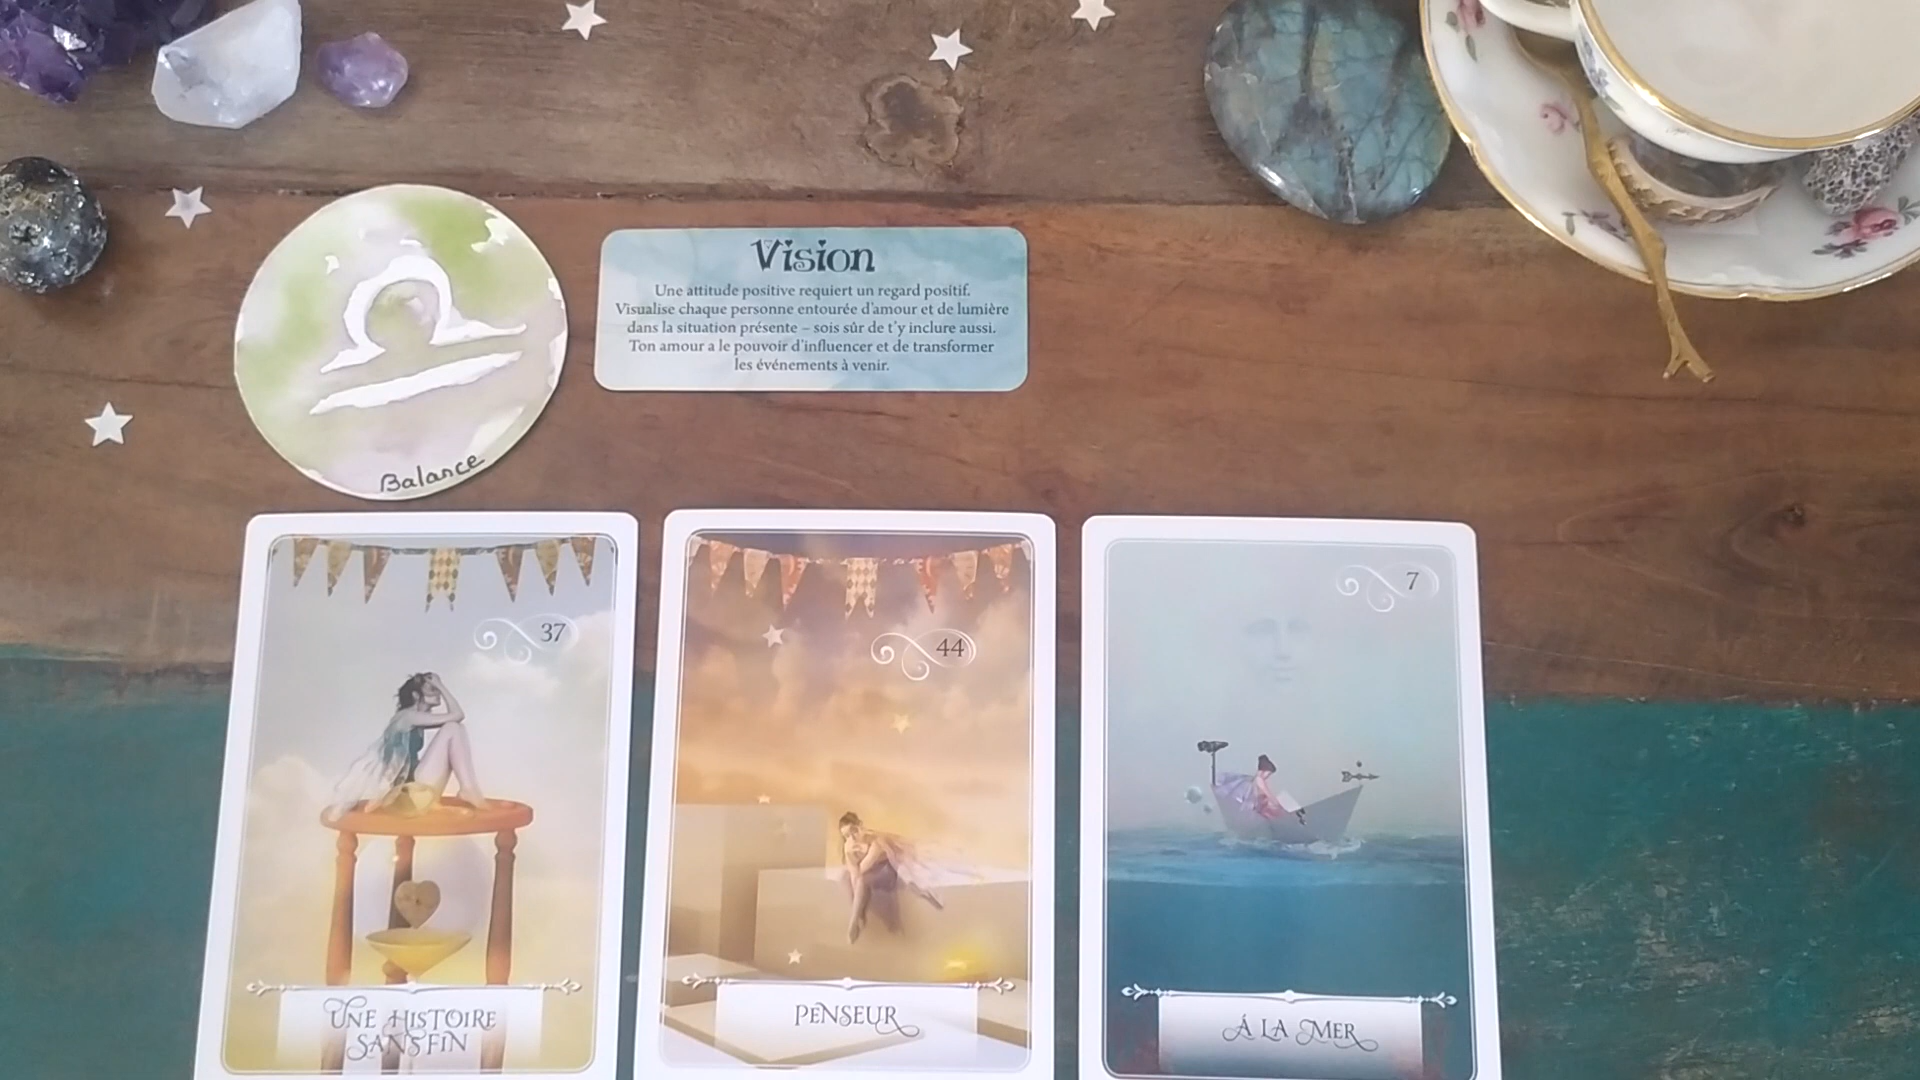 Vision
Une attitude positive requiert un regard positif.
Visualise chaque personne entourée d'amour et de lumière
dans la situation présente – sois sûr de t'y inclure aussi.
Ton amour a le pouvoir d'influencer et de transformer
les événements à venir.
Balance
37
44
7
UNE HISTOIRE
SANS FIN
PENSEUR
Á LA MER